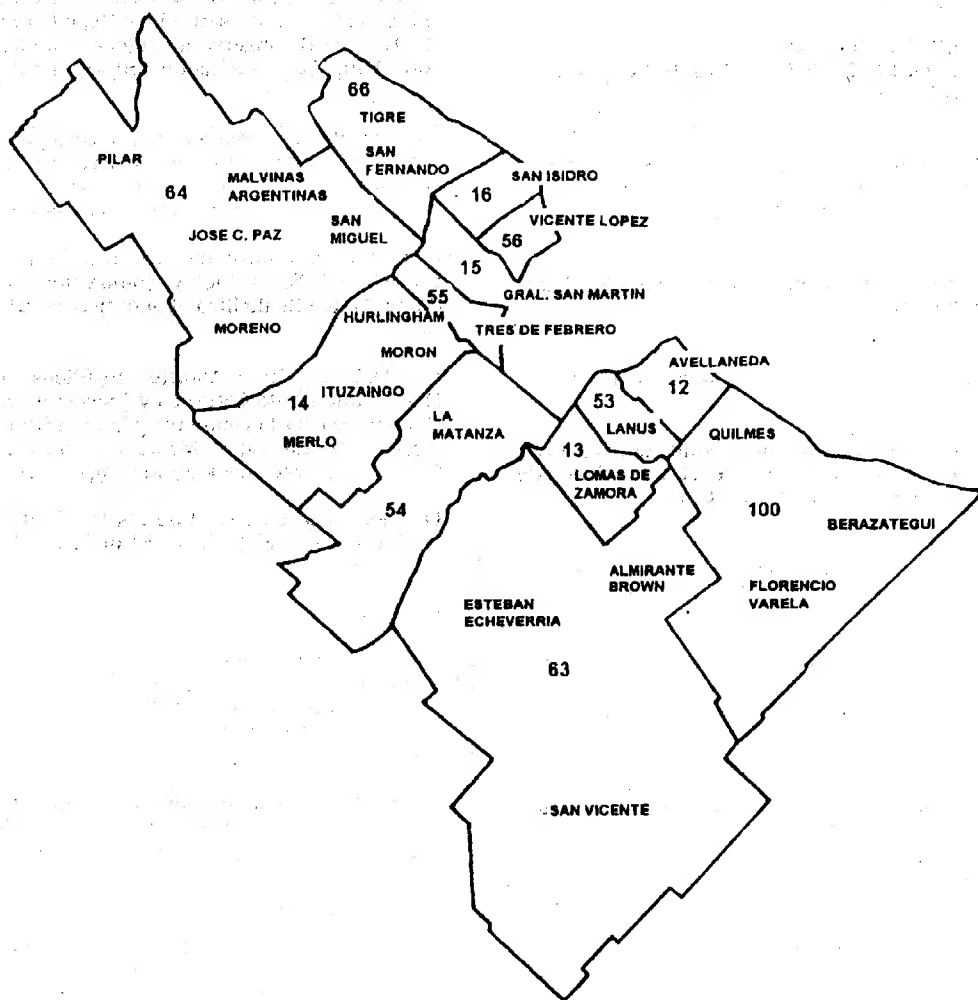 66
TIGRE
SAN
FERNANDO
PILAR
MALVINAS
ARGENTINAS
64
JOSE C. PAZ
SAN
MIGUEL
SAN ISIDRO
16
VICENTE LOPEZ
56
15
GRAL. SAN MARTIN
55
HURLINGHAM
TRES DE FEBRERO
MORENO
MORON
ITUZAINGO
14
MERLO
LA
MATANZA
54
AVELLANEDA
12
53
LANUS
QUILMES
13
LOMAS DE
ZAMORA
100
BERAZATEGUI
ALMIRANTE
BROWN
FLORENCIO
VARELA
ESTEBAN
ECHEVERRIA
63
SAN VICENTE